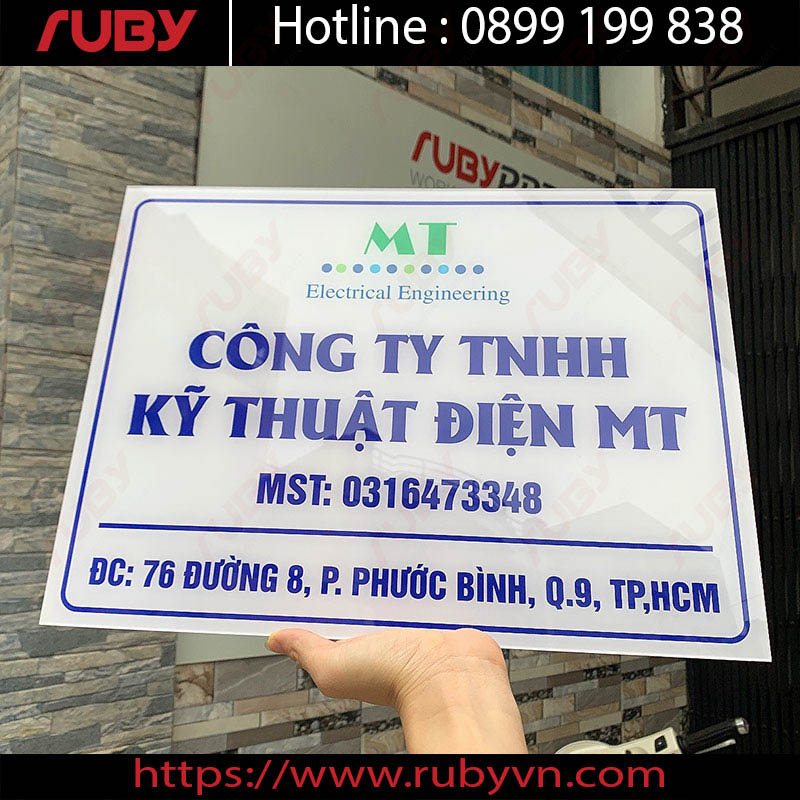 RUBY
Hotline : 0899 199 838
RUBY
MT
Electrical Engineering
CÔNG TY TNHH
KỸ THUẬT ĐIỆN MT
MST: 0316473348
ĐC: 76 ĐƯỜNG 8, P. PHƯỚC BÌNH, Q.9, TP,HCM
https://www.rubyvn.com